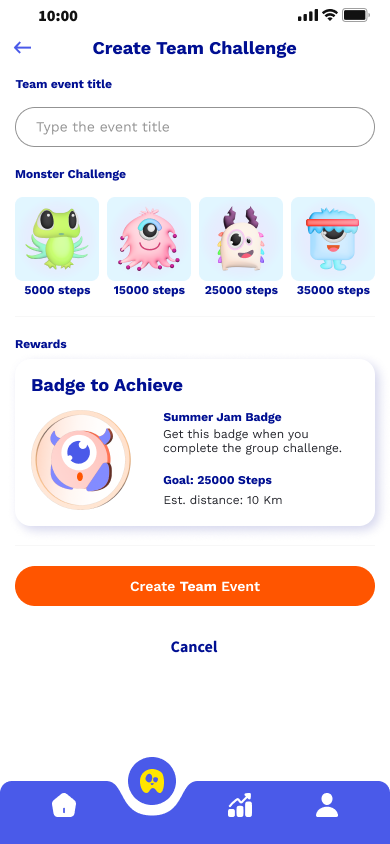 10:00
Create Team Challenge
Team event title
Type the event title
Monster Challenge
5000 steps
15000 steps
25000 steps
35000 steps
Rewards
Badge to Achieve
Summer Jam Badge
Get this badge when you
complete the group challenge.
Goal: 25000 Steps
Est. distance: 10 Km
Create Team Event
Cancel